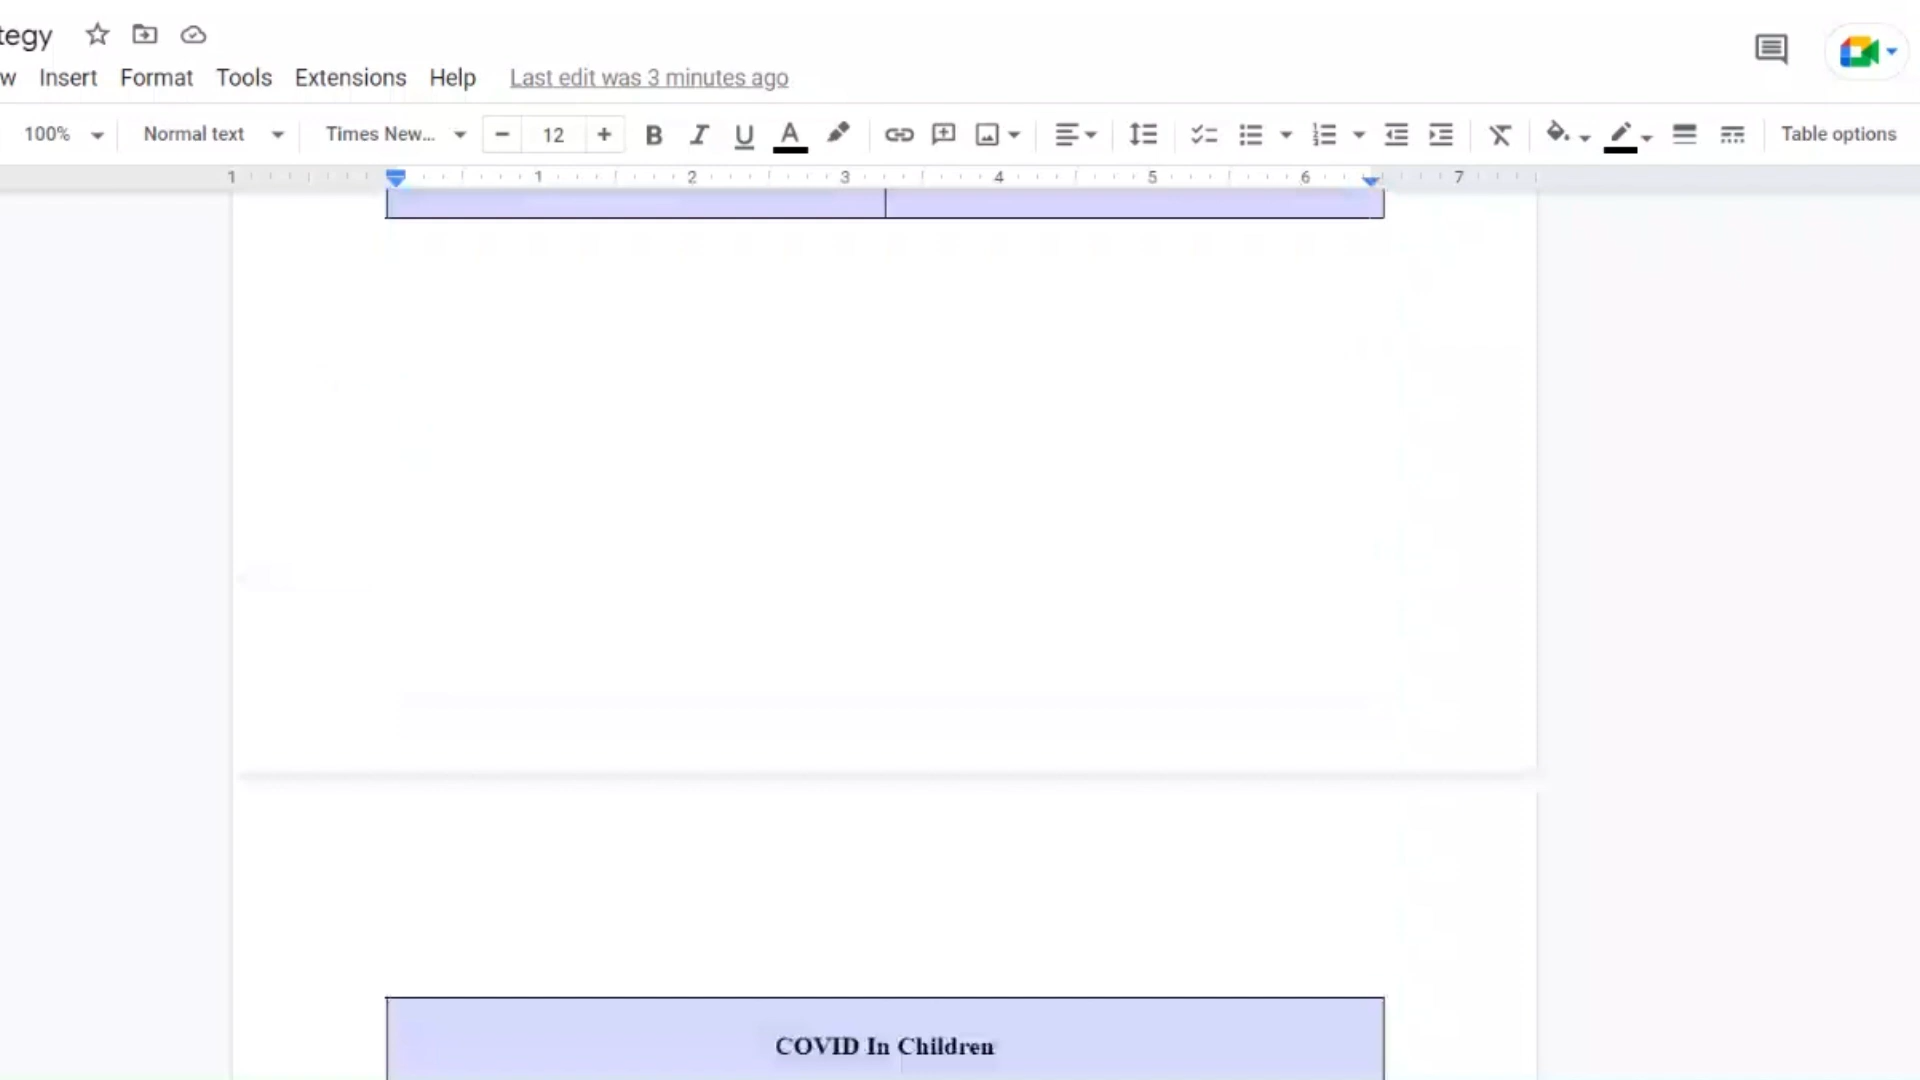 tegy
w Insert Format Tools Extensions Help Last edit was 3 minutes ago
100% Normal text Times New... 12 B I U A Table options
1 1 2 3 4 5 6 7
COVID In Children